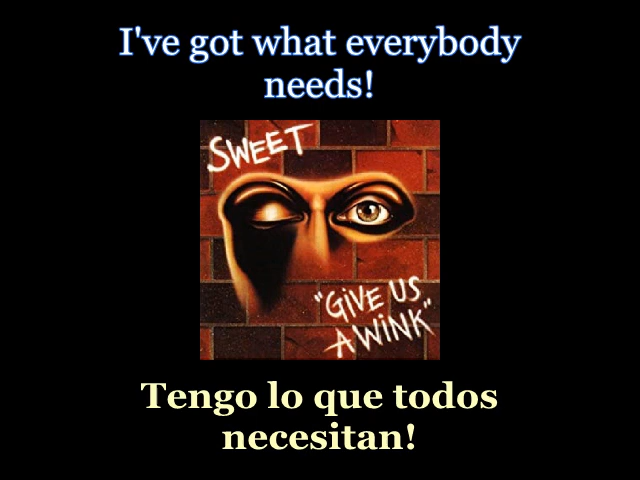 I've got what everybody
needs!
SWEET
"GiVE US
A WiNK"
Tengo lo que todos
necesitan!